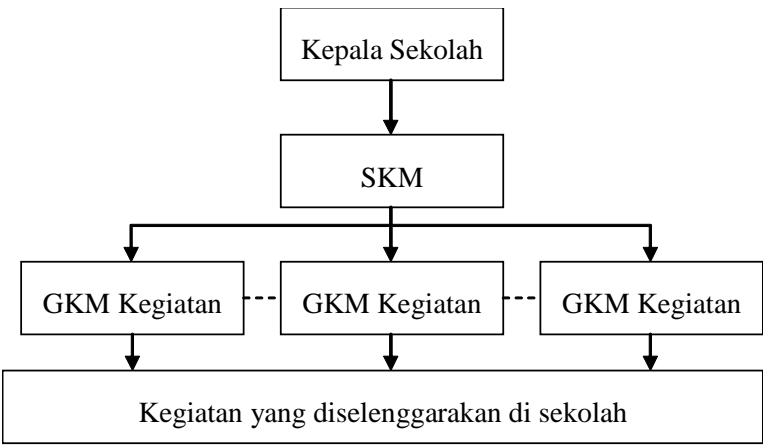 Kepala Sekolah
SKM
GKM Kegiatan
GKM Kegiatan
GKM Kegiatan
Kegiatan yang diselenggarakan di sekolah